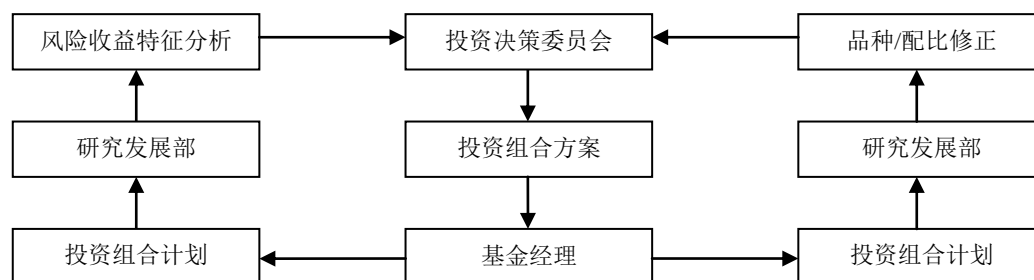 风险收益特征分析
投资决策委员会
品种/配比修正
研究发展部
投资组合方案
研究发展部
投资组合计划
基金经理
投资组合计划